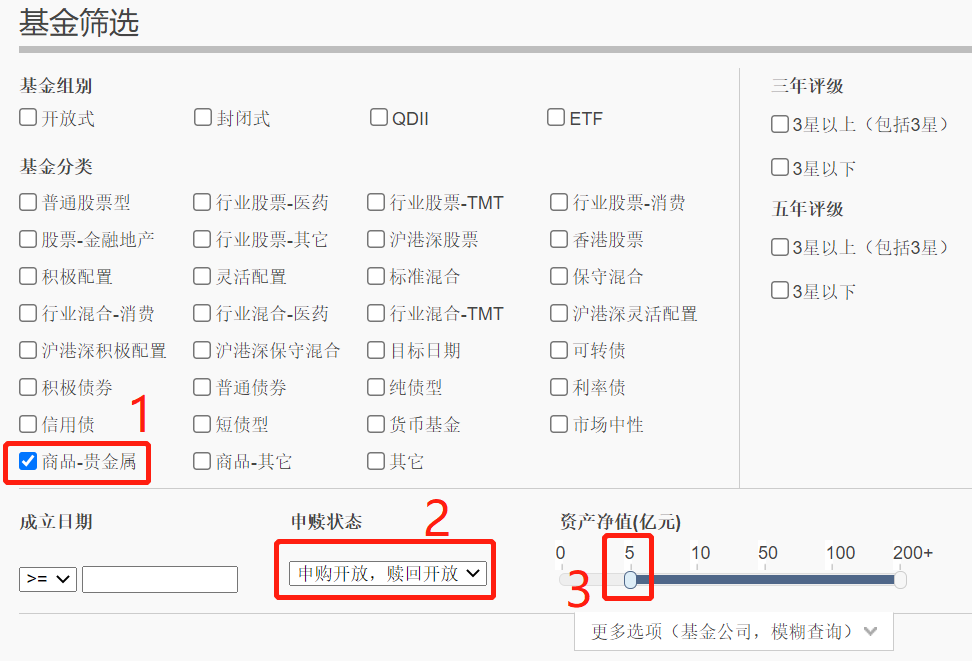 基金筛选
基金组别
开放式 封闭式 QDII ETF
基金分类
普通股票型 行业股票-医药 行业股票-TMT 行业股票-消费
股票-金融地产 行业股票-其它 沪港深股票 香港股票
积极配置 灵活配置 标准混合 保守混合
行业混合-消费 行业混合-医药 行业混合-TMT 沪港深灵活配置
沪港深积极配置 沪港深保守混合 目标日期 可转债
积极债券 普通债券 纯债型 利率债
信用债 短债型 货币基金 市场中性
1
商品-贵金属 商品-其它 其它
三年评级
3星以上（包括3星）
3星以下
五年评级
3星以上（包括3星）
3星以下
成立日期 申赎状态 资产净值(亿元)
2
0 5 10 50 100 200+
>= 申购开放，赎回开放
3
更多选项（基金公司，模糊查询）